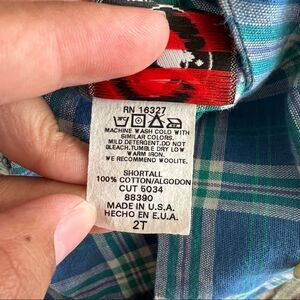 RN 16327
MACHINE WASH COLD WITH
SIMILAR COLORS.
MILD DETERGENT.DO NOT
BLEACH.TUMBLE DRY LOW
WARM IRON.
WE RECOMMEND WOOLITE.
SHORTALL
100% COTTON/ALGODON
CUT 5034
88390
MADE IN U.S.A.
HECHO EN E.U.A.
2T